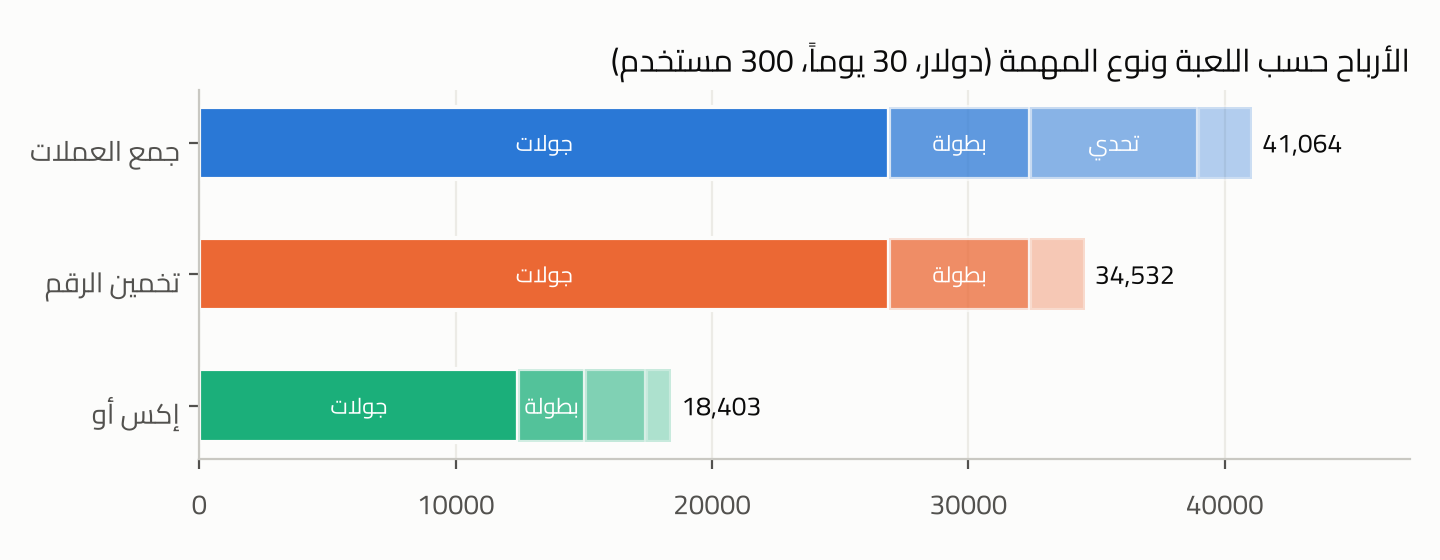 الأرباح حسب اللعبة ونوع المهمة (دولار، 30 يوماً، 300 مستخدم)
جمع العملات
جولات
بطولة
تحدي
41,064
تخمين الرقم
جولات
بطولة
34,532
إكس أو
جولات
بطولة
18,403
0
10000
20000
30000
40000